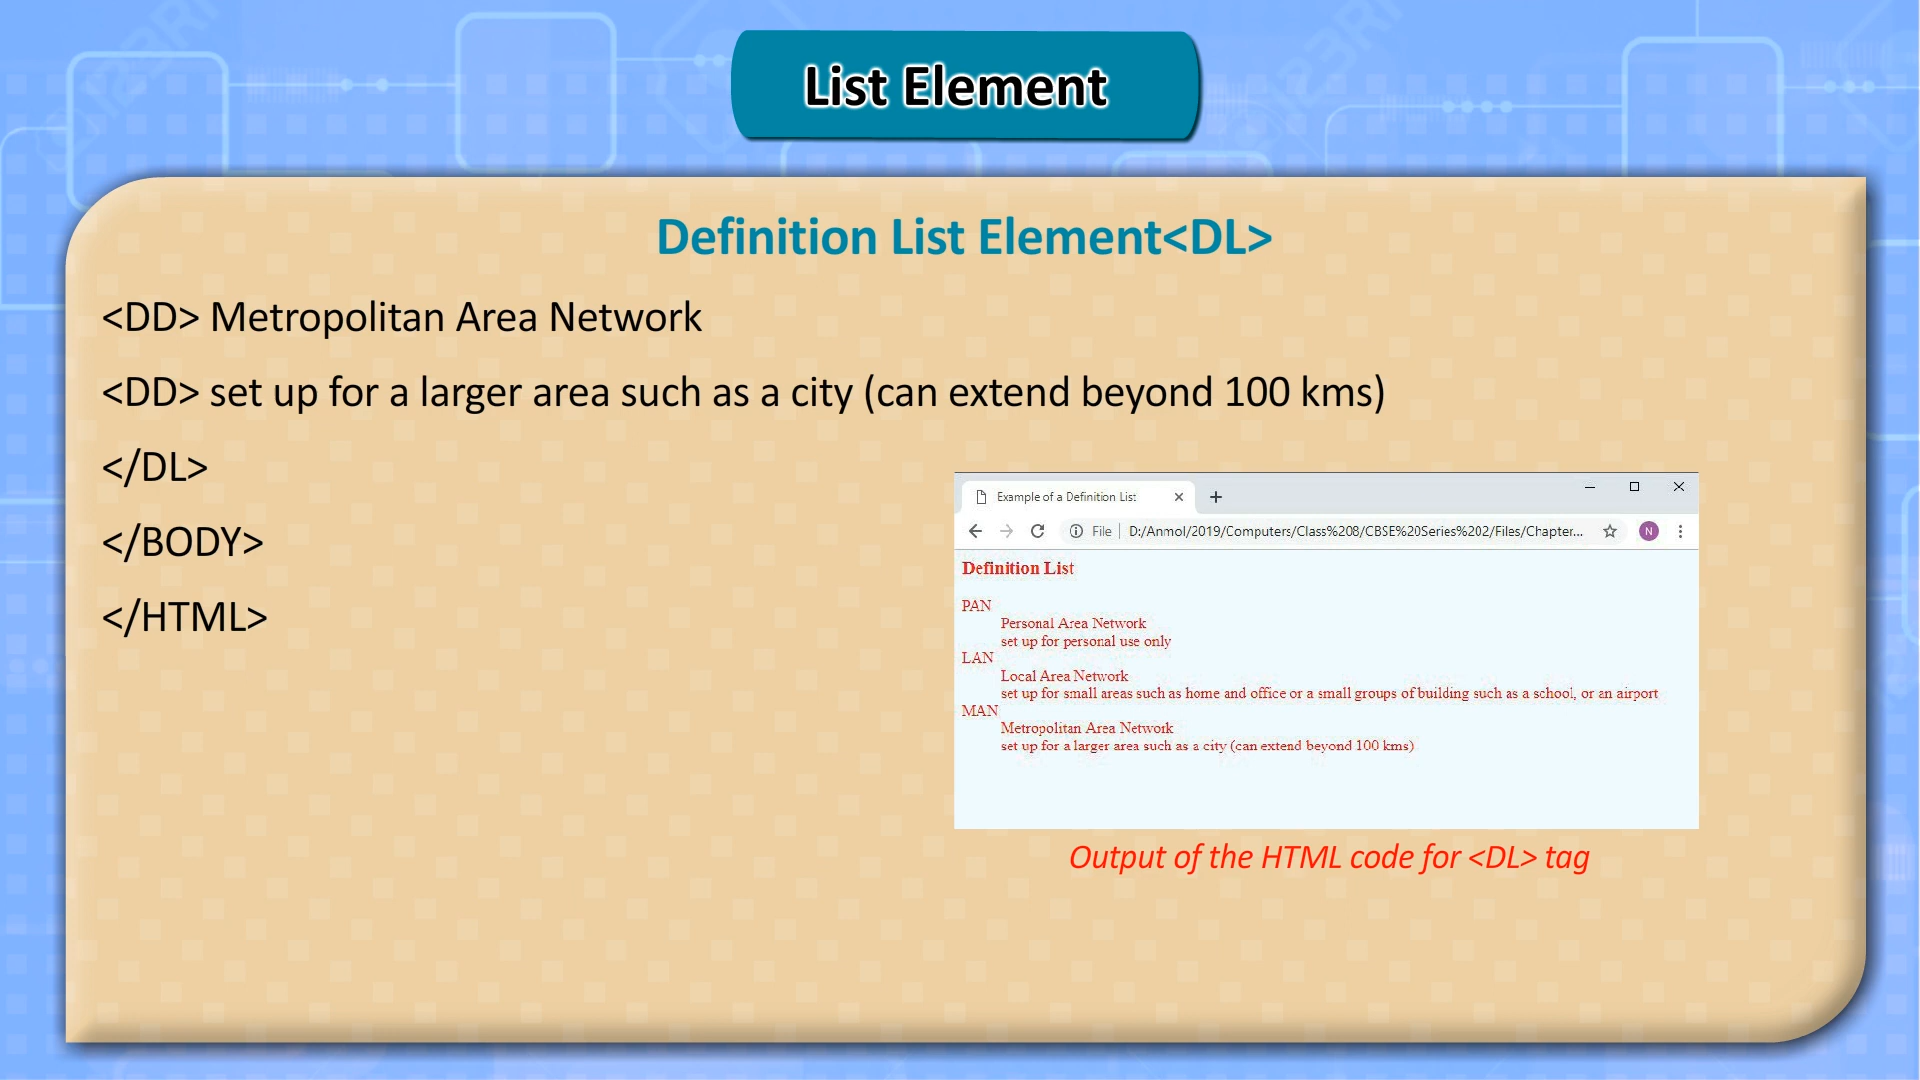 List Element
Definition List Element<DL>
<DD> Metropolitan Area Network
<DD> set up for a larger area such as a city (can extend beyond 100 kms)
</DL>
</BODY>
</HTML>
Example of a Definition List
File D:/Anmol/2019/Computers/Class%208/CBSE%20Series%202/Files/Chapter...
N
Definition List
PAN
Personal Area Network
set up for personal use only
LAN
Local Area Network
set up for small areas such as home and office or a small groups of building such as a school, or an airport
MAN
Metropolitan Area Network
set up for a larger area such as a city (can extend beyond 100 kms)
Output of the HTML code for <DL> tag